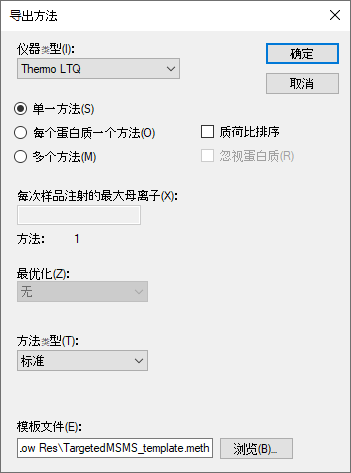 导出方法
仪器类型(I):
Thermo LTQ
确定
取消
单一方法(S)
每个蛋白质一个方法(O)
质荷比排序
多个方法(M)
忽视蛋白质(R)
每次样品注射的最大母离子(X):
方法: 1
最优化(Z):
无
方法类型(T):
标准
模板文件(E):
.ow Res\TargetedMSMS_template.meth
浏览(B)...